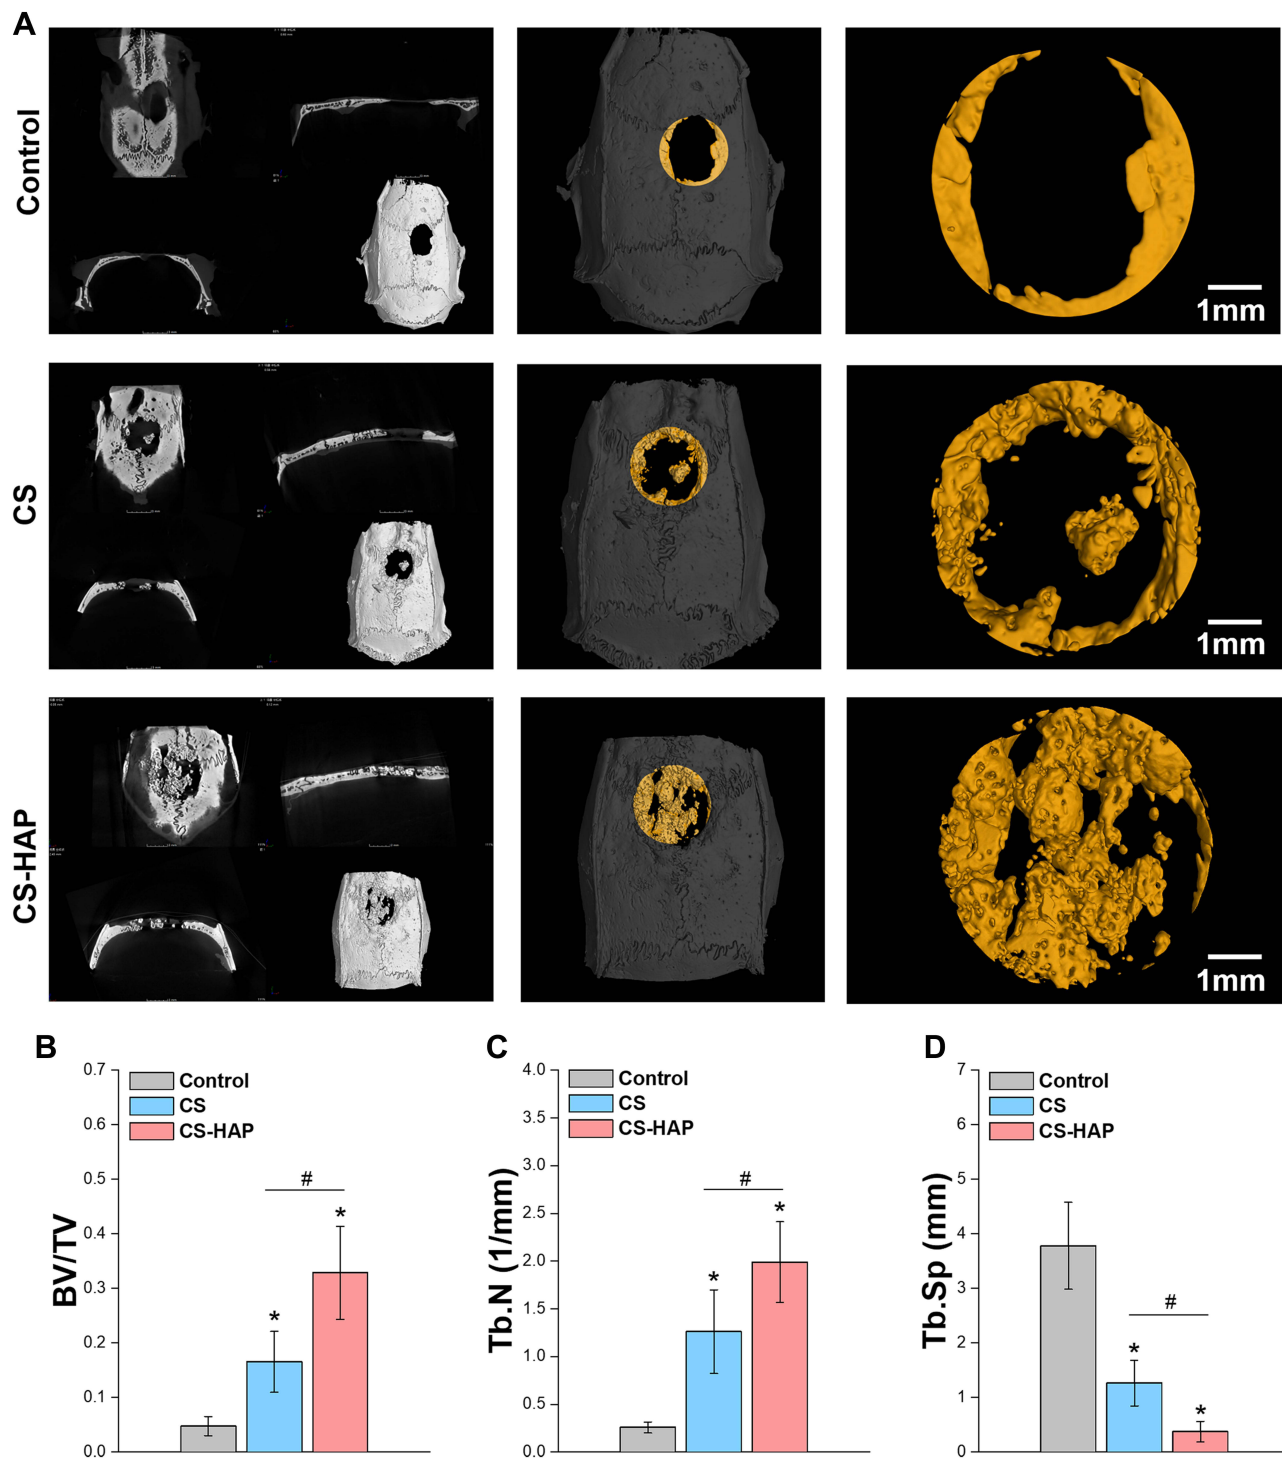 A
Control
1mm
CS
1mm
CS-HAP
1mm
B
Control
CS
CS-HAP
BV/TV
0.7
0.6
0.5
0.4
0.3
0.2
0.1
0.0
#
*
*
C
Control
CS
CS-HAP
Tb.N (1/mm)
4.0
3.5
3.0
2.5
2.0
1.5
1.0
0.5
0.0
#
*
*
D
Control
CS
CS-HAP
Tb.Sp (mm)
7
6
5
4
3
2
1
0
#
*
*